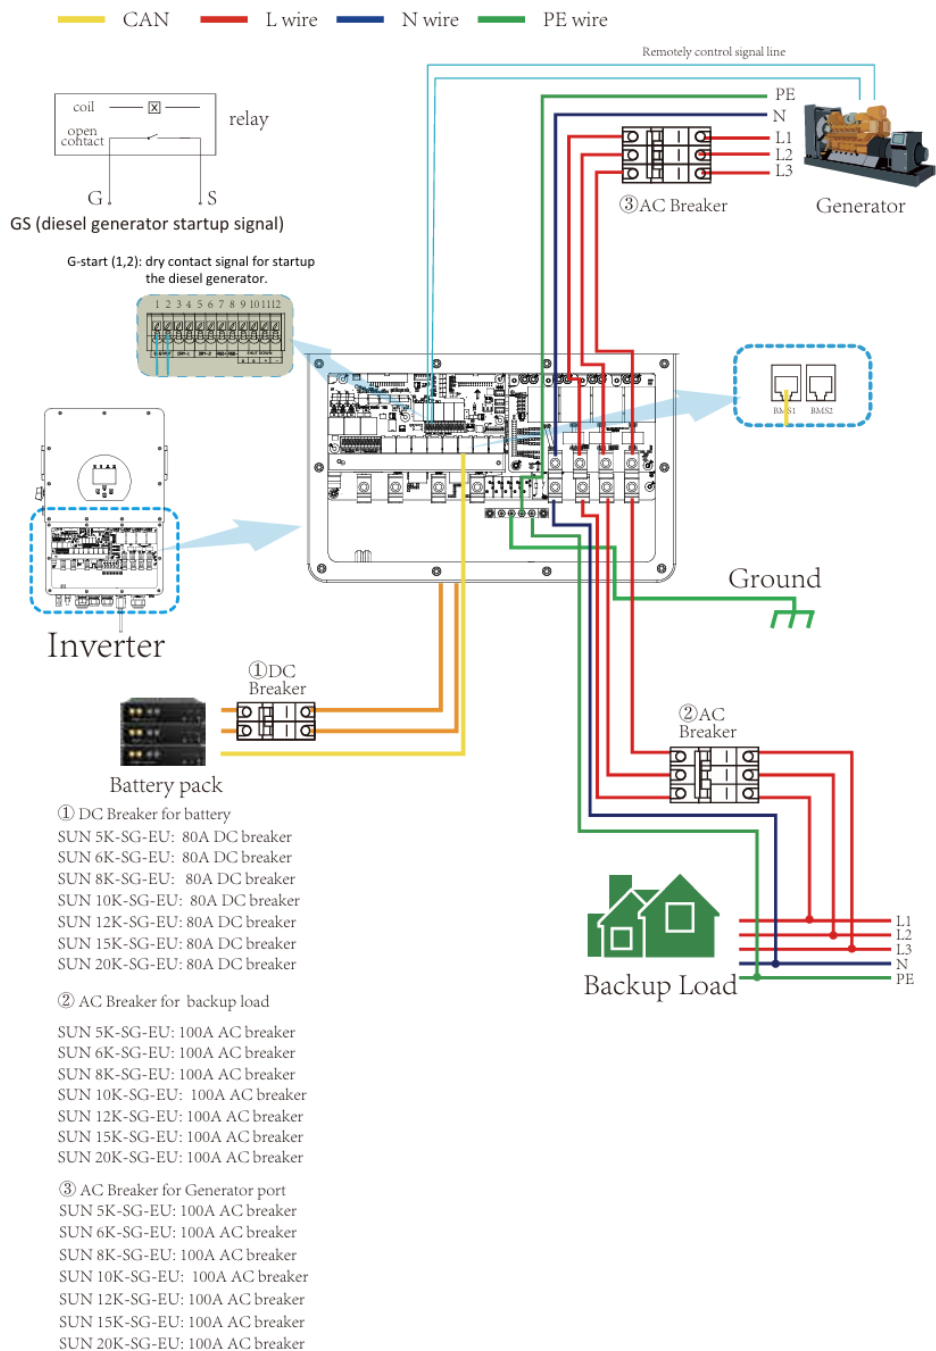 CAN
L wire
N wire
PE wire
Remotely control signal line
coil
open
contact
relay
G
S
GS (diesel generator startup signal)
PE
N
L1
L2
L3
③AC Breaker
Generator
G-start (1,2): dry contact signal for startup
the diesel generator.
1 2 3 4 5 6 7 8 9 10 11 12
BMS1
BMS2
Inverter
Ground
①DC
Breaker
②AC
Breaker
Battery pack
① DC Breaker for battery
SUN 5K-SG-EU: 80A DC breaker
SUN 6K-SG-EU: 80A DC breaker
SUN 8K-SG-EU: 80A DC breaker
SUN 10K-SG-EU: 80A DC breaker
SUN 12K-SG-EU: 80A DC breaker
SUN 15K-SG-EU: 80A DC breaker
SUN 20K-SG-EU: 80A DC breaker
Backup Load
L1
L2
L3
N
PE
② AC Breaker for backup load
SUN 5K-SG-EU: 100A AC breaker
SUN 6K-SG-EU: 100A AC breaker
SUN 8K-SG-EU: 100A AC breaker
SUN 10K-SG-EU: 100A AC breaker
SUN 12K-SG-EU: 100A AC breaker
SUN 15K-SG-EU: 100A AC breaker
SUN 20K-SG-EU: 100A AC breaker
③ AC Breaker for Generator port
SUN 5K-SG-EU: 100A AC breaker
SUN 6K-SG-EU: 100A AC breaker
SUN 8K-SG-EU: 100A AC breaker
SUN 10K-SG-EU: 100A AC breaker
SUN 12K-SG-EU: 100A AC breaker
SUN 15K-SG-EU: 100A AC breaker
SUN 20K-SG-EU: 100A AC breaker